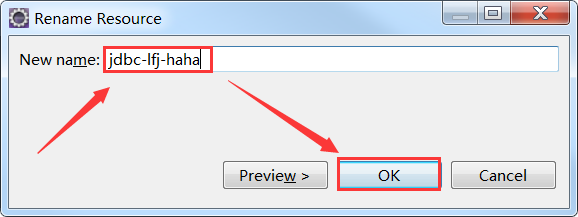 Rename Resource
New name: jdbc-lfj-haha
Preview > OK Cancel